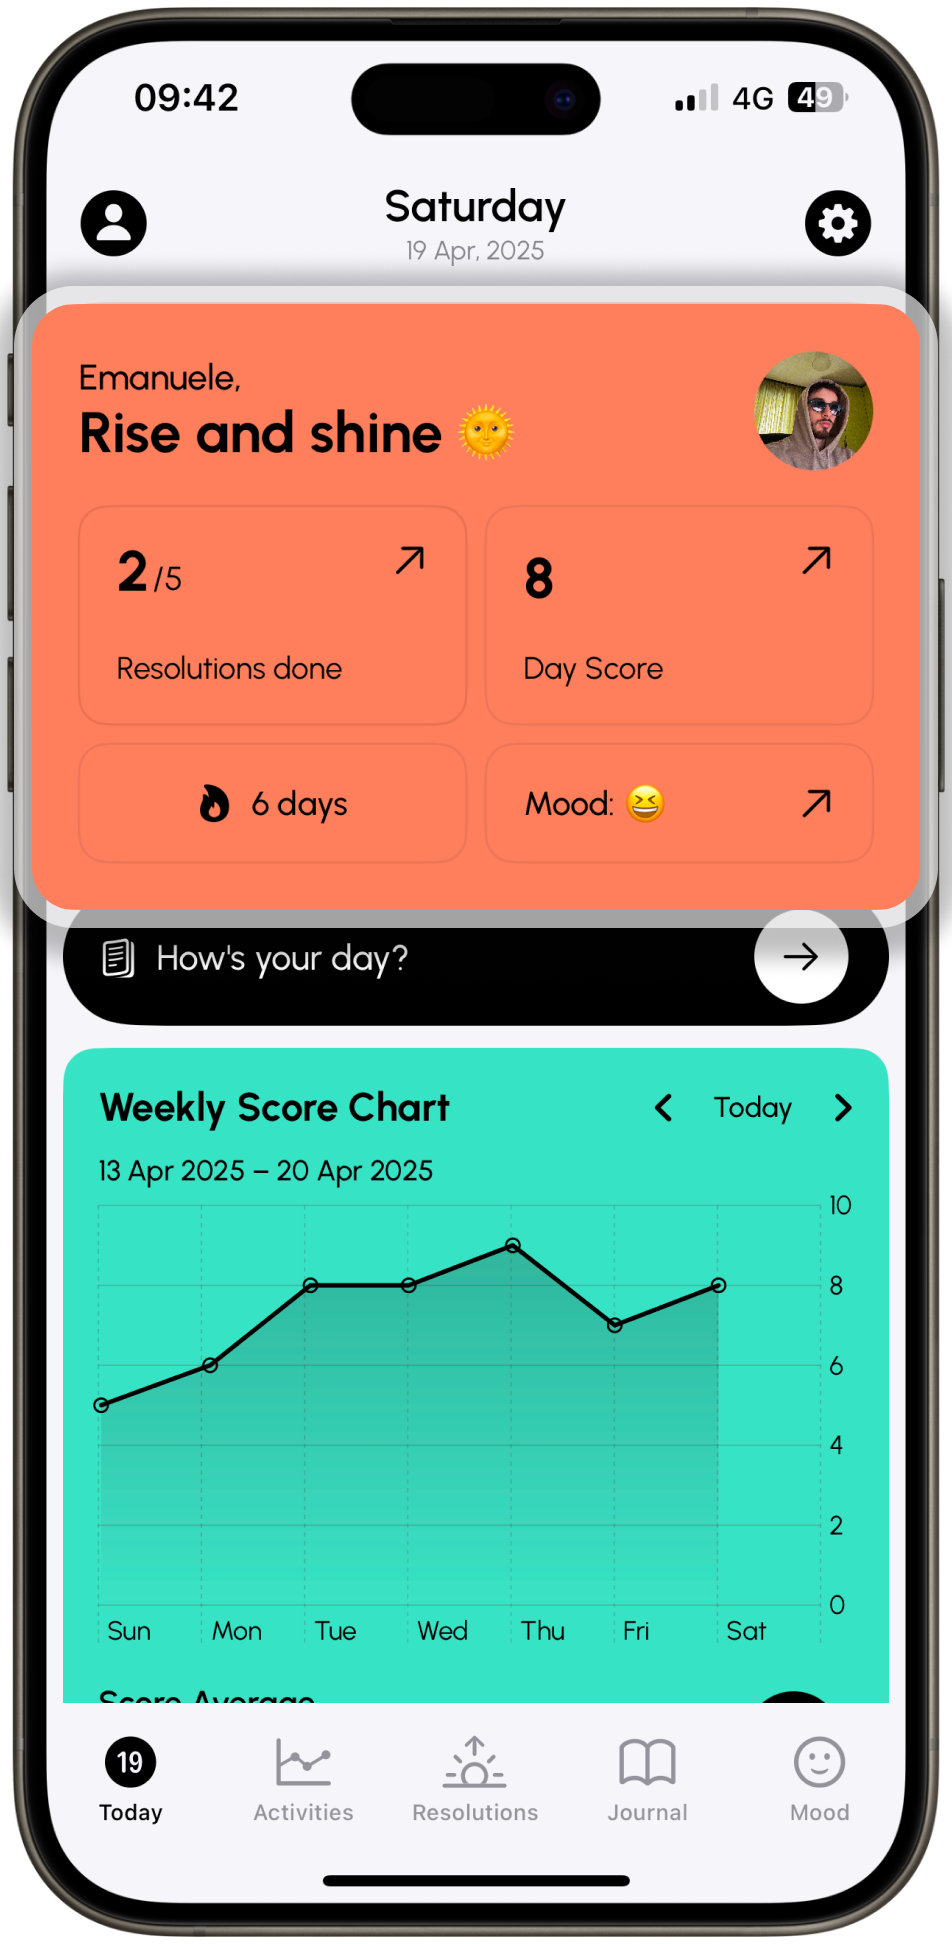 09:42 4G 49
Saturday
19 Apr, 2025
Emanuele,
Rise and shine 🌞
2/5
Resolutions done
8
Day Score
6 days
Mood: 😆
How's your day?
Weekly Score Chart
Today
13 Apr 2025 – 20 Apr 2025
10
8
6
4
2
0
Sun Mon Tue Wed Thu Fri Sat
Score Average
19
Today Activities Resolutions Journal Mood